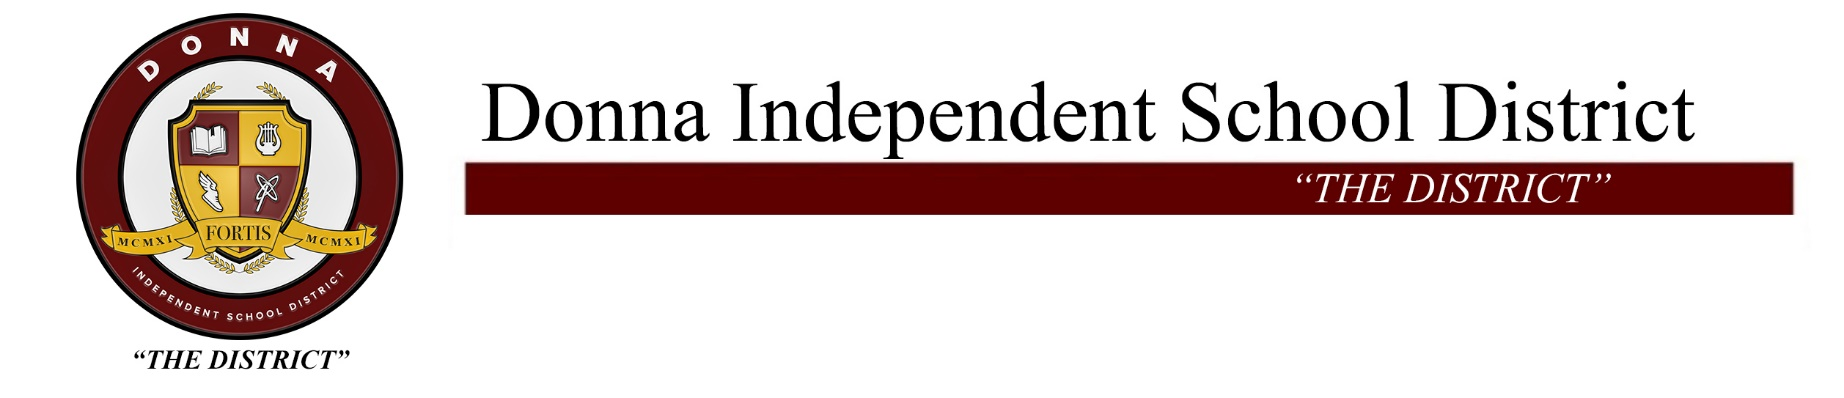 DONNA
MCMXI FORTIS MCMXI
INDEPENDENT SCHOOL DISTRICT
“THE DISTRICT”
Donna Independent School District
“THE DISTRICT”